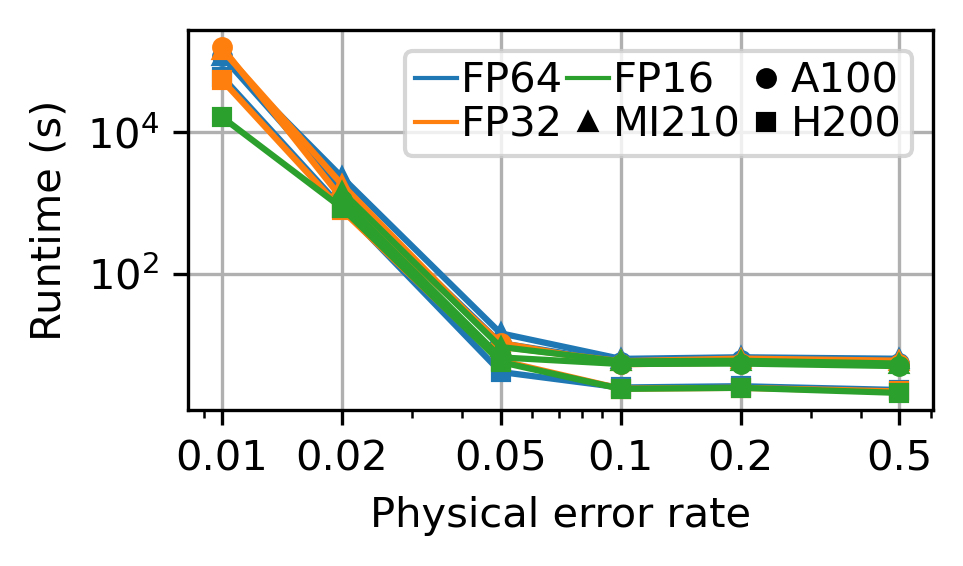 Runtime (s)
10^4
10^2
FP64 FP16 A100
FP32 MI210 H200
0.01 0.02 0.05 0.1 0.2 0.5
Physical error rate